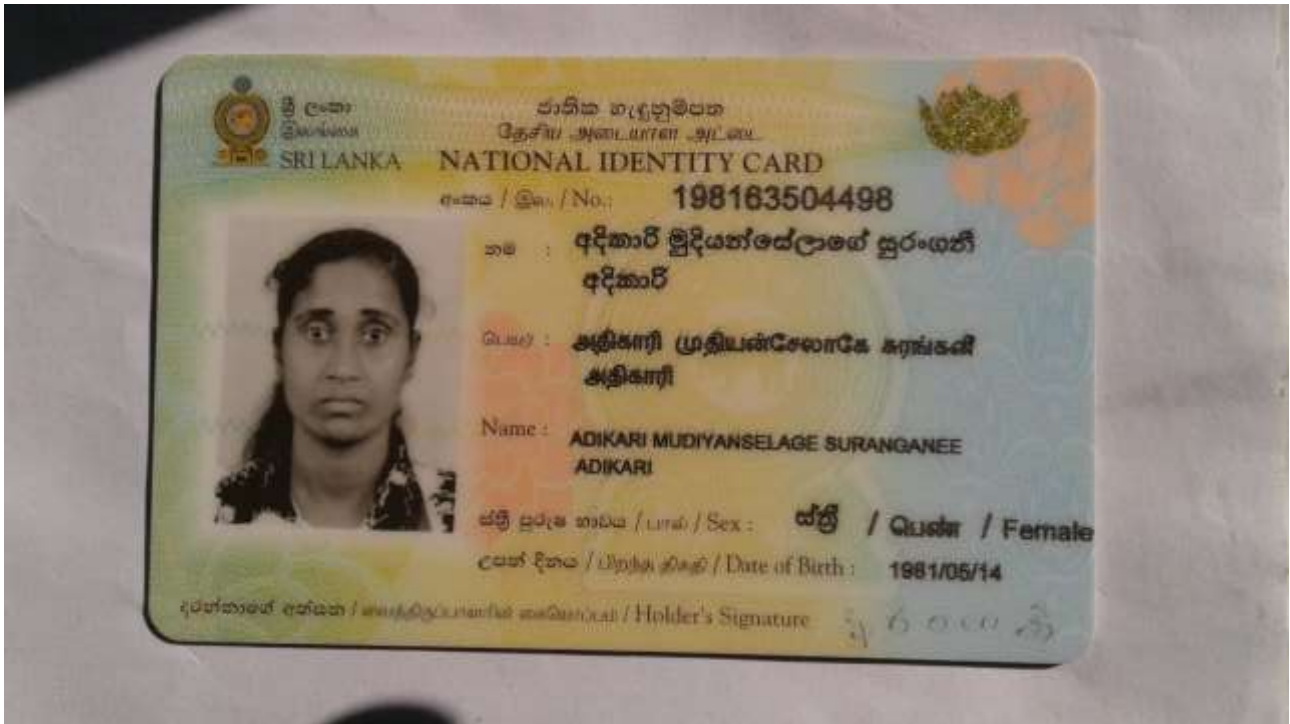 ශ්‍රී ලංකා
இலங்கை
SRI LANKA
ජාතික හැඳුනුම්පත
தேசிய அடையாள அட்டை
NATIONAL IDENTITY CARD
අංකය / இல. / No.: 198163504498
නම : අදිකාරි මුදියන්සේලාගේ සුරංගනී
අදිකාරි
பெயர் : அதிகாரி முதியன்சேலாகே சுரங்கனீ
அதிகாரி
Name : ADIKARI MUDIYANSELAGE SURANGANEE
ADIKARI
ස්ත්‍රී පුරුෂ භාවය / பால் / Sex : ස්ත්‍රී / பெண் / Female
උපන් දිනය / பிறந்த திகதி / Date of Birth : 1981/05/14
දරන්නාගේ අත්සන / வைத்திருப்பவரின் கையொப்பம் / Holder's Signature